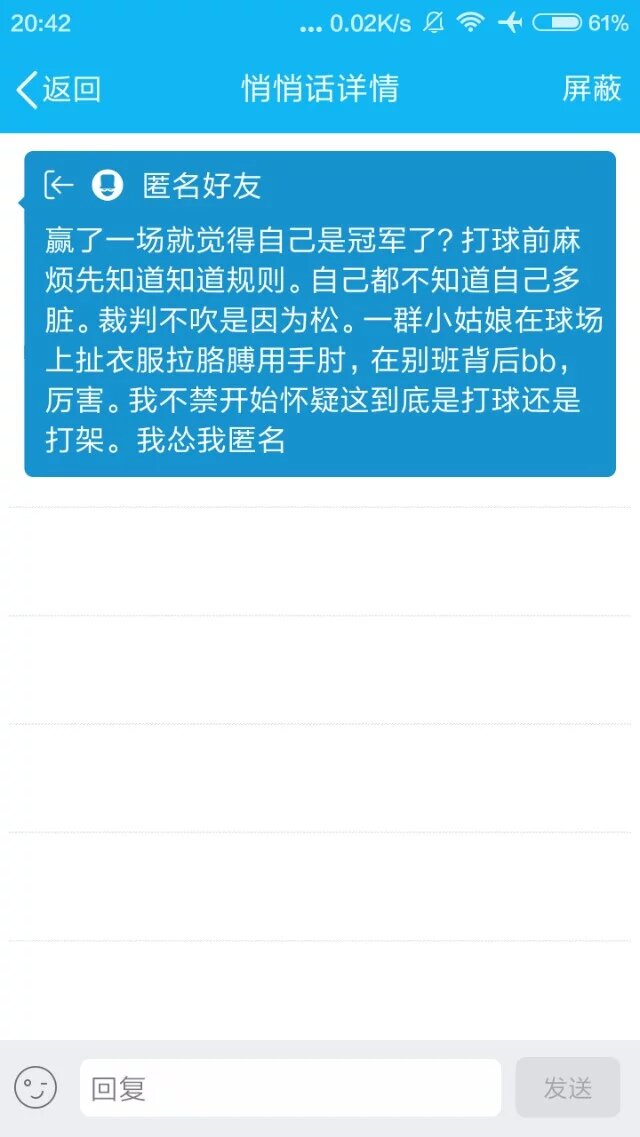 20:42 ... 0.02K/s 61%
返回 悄悄话详情 屏蔽
匿名好友
赢了一场就觉得自己是冠军了?打球前麻
烦先知道知道规则。自己都不知道自己多
脏。裁判不吹是因为松。一群小姑娘在球场
上扯衣服拉胳膊用手肘,在别班背后bb,
厉害。我不禁开始怀疑这到底是打球还是
打架。我怂我匿名
回复 发送